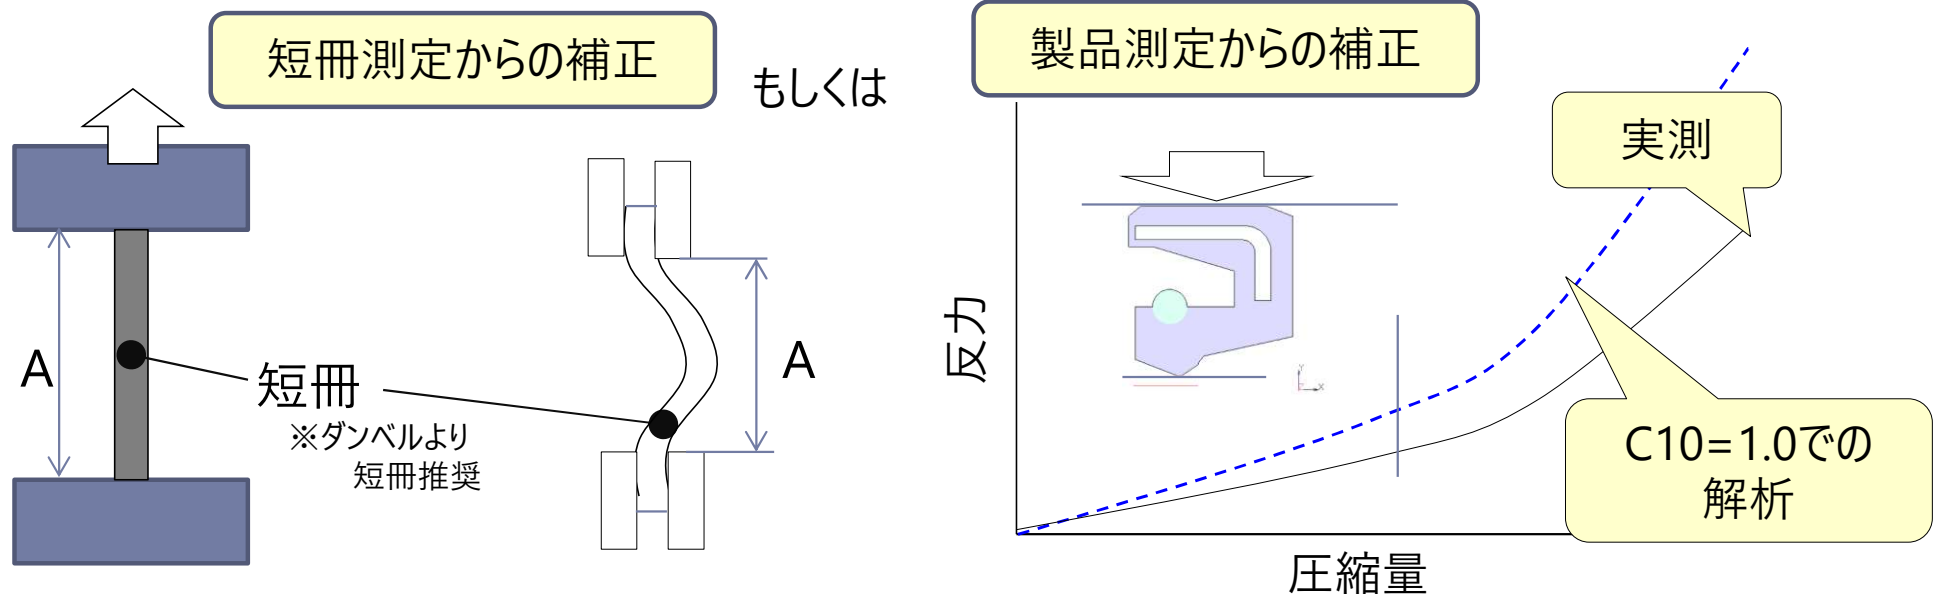 短冊測定からの補正
もしくは
製品測定からの補正
実測
A
短冊
※ダンベルより
短冊推奨
A
反力
Y
X
C10=1.0での
解析
圧縮量